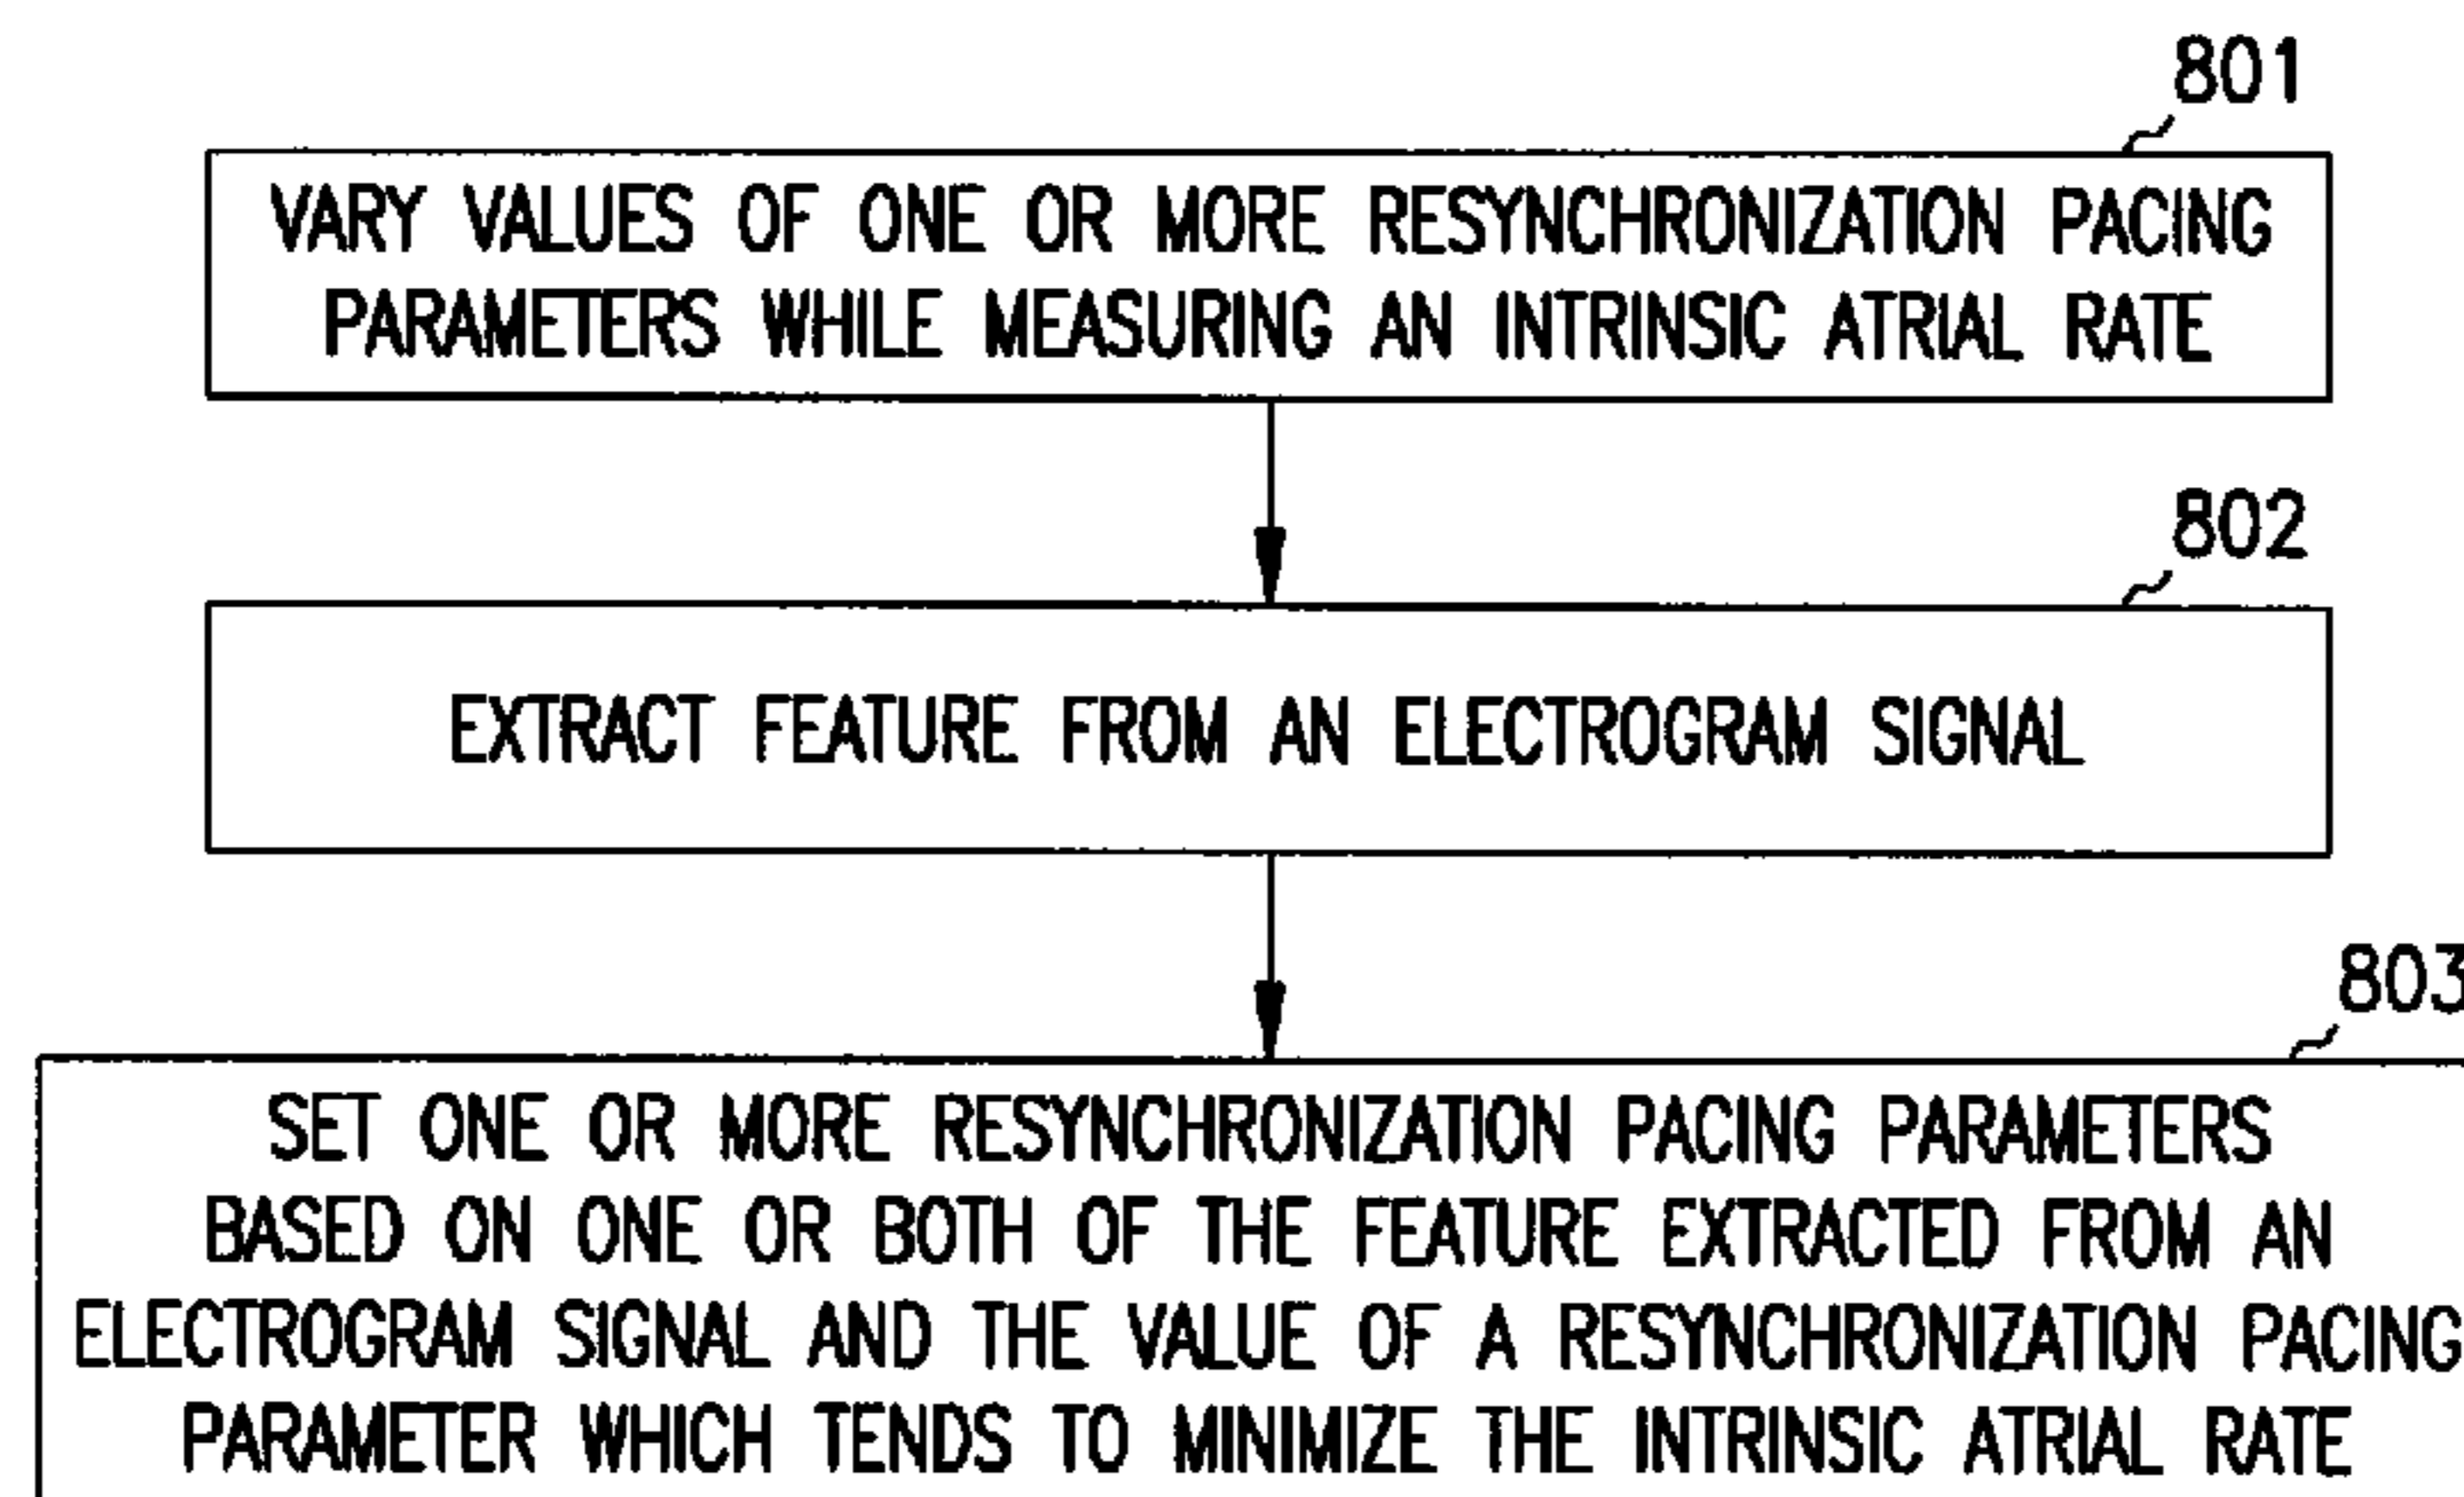 801
VARY VALUES OF ONE OR MORE RESYNCHRONIZATION PACING
PARAMETERS WHILE MEASURING AN INTRINSIC ATRIAL RATE
802
EXTRACT FEATURE FROM AN ELECTROGRAM SIGNAL
803
SET ONE OR MORE RESYNCHRONIZATION PACING PARAMETERS
BASED ON ONE OR BOTH OF THE FEATURE EXTRACTED FROM AN
ELECTROGRAM SIGNAL AND THE VALUE OF A RESYNCHRONIZATION PACING
PARAMETER WHICH TENDS TO MINIMIZE THE INTRINSIC ATRIAL RATE